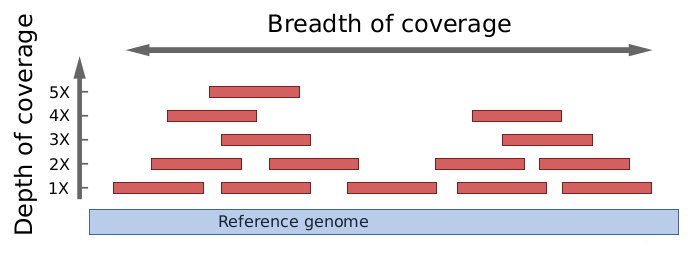 Breadth of coverage
Depth of coverage
5X
4X
3X
2X
1X
Reference genome